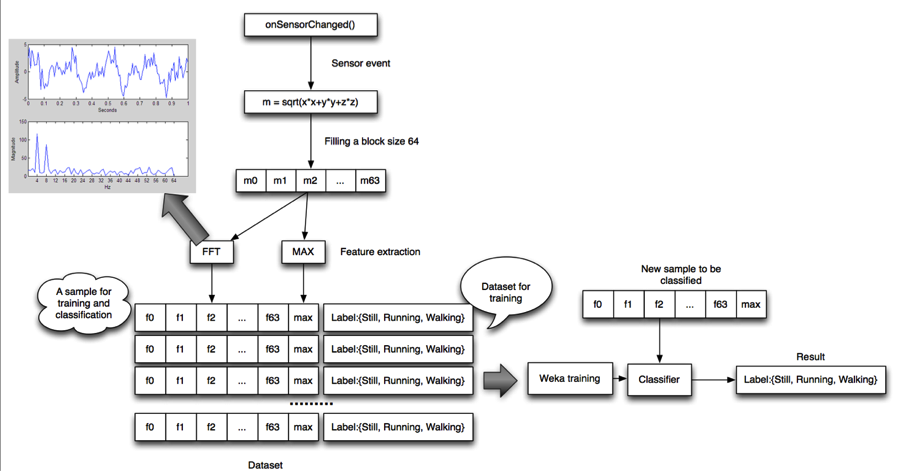 onSensorChanged()
Sensor event
m = sqrt(x*x+y*y+z*z)
Filling a block size 64
m0 m1 m2 ... m63
5
0
-5
Amplitude
0 0.1 0.2 0.3 0.4 0.5 0.6 0.7 0.8 0.9 1
Seconds
150
100
50
0
Magnitude
4 8 12 16 20 24 28 32 36 40 44 48 52 56 60 64
Hz
FFT
MAX
Feature extraction
A sample for
training and
classification
Dataset for
training
f0 f1 f2 ... f63 max Label:{Still, Running, Walking}
f0 f1 f2 ... f63 max Label:{Still, Running, Walking}
f0 f1 f2 ... f63 max Label:{Still, Running, Walking}
f0 f1 f2 ... f63 max Label:{Still, Running, Walking}
Dataset
New sample to be
classified
f0 f1 f2 ... f63 max
Weka training
Classifier
Result
Label:{Still, Running, Walking}